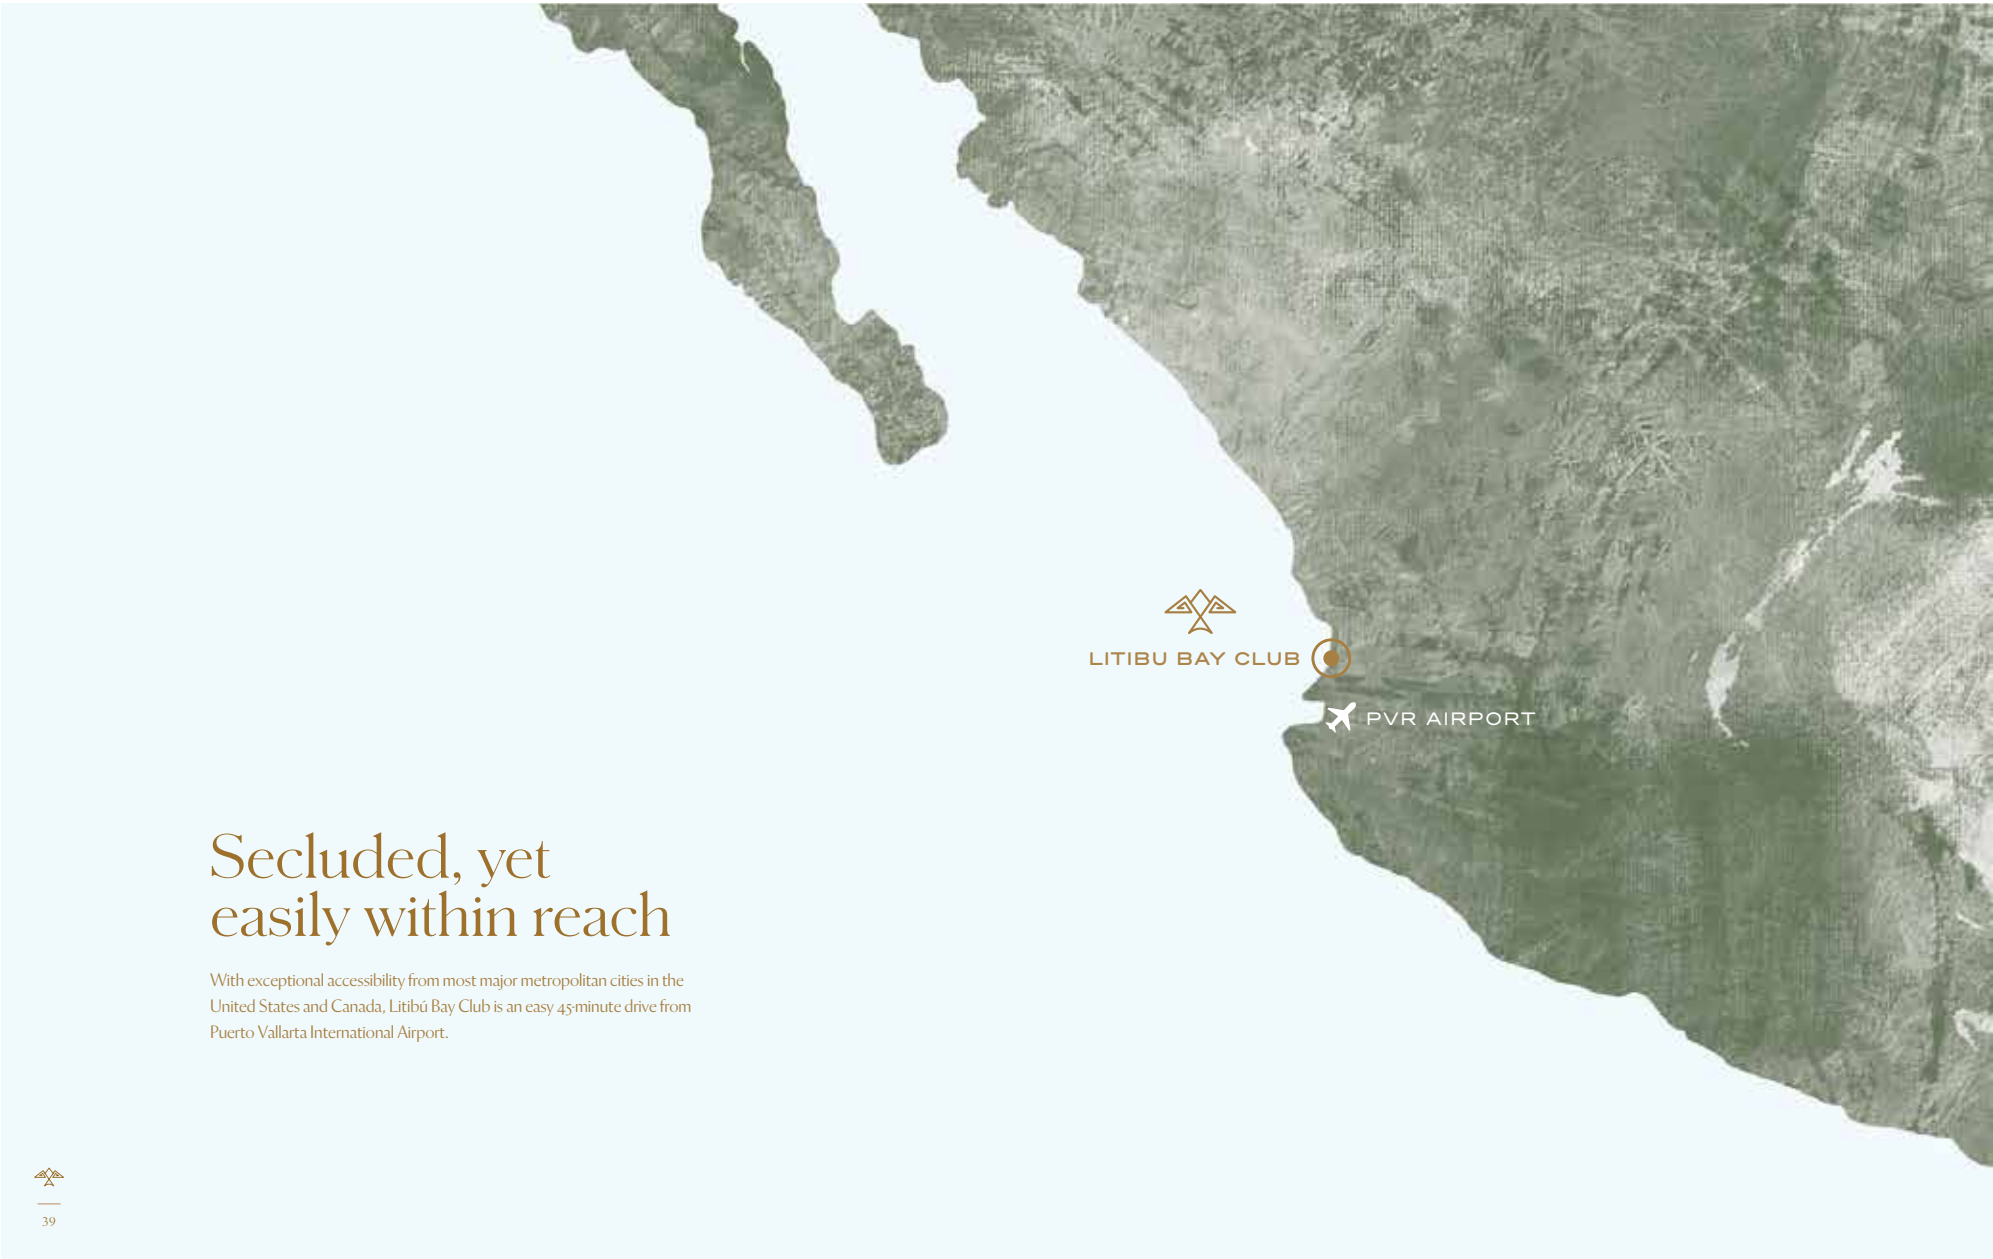 LITIBU BAY CLUB
PVR AIRPORT
Secluded, yet
easily within reach
With exceptional accessibility from most major metropolitan cities in the
United States and Canada, Litibú Bay Club is an easy 45-minute drive from
Puerto Vallarta International Airport.
39